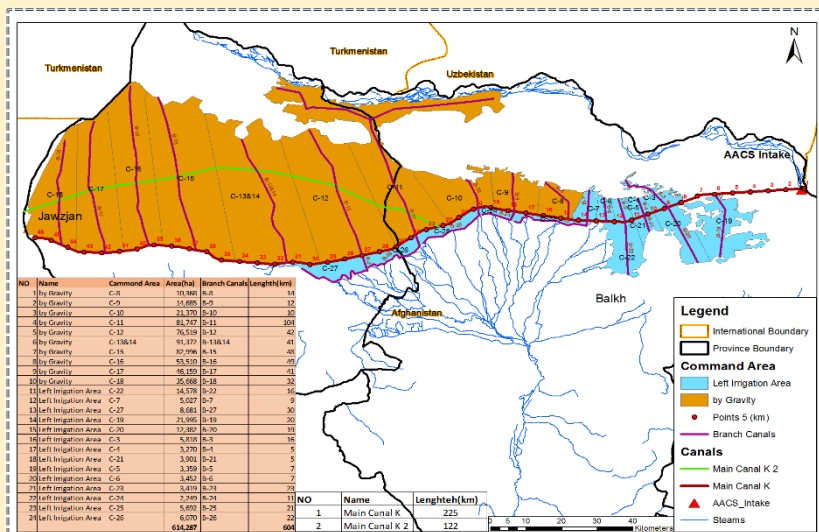 Turkmenistan
Turkmenistan
Uzbekistan
N
AACS Intake
C-18
C-17
C-16
C-15
C-13&14
C-12
C-11
C-10
C-9
C-8
C-7
C-3
C-4
C-5
C-21
C-20
C-19
C-22
C-27
Jawzjan
Balkh
Afghanistan
NO Name Cammond Area Area(ha) Branch Canals Lenghth(km)
1 by Gravity C-8 10,368 B-8 14
2 by Gravity C-9 14,685 B-9 12
3 by Gravity C-10 21,370 B-10 10
4 by Gravity C-11 81,747 B-11 104
5 by Gravity C-12 76,519 B-12 42
6 by Gravity C-13&14 91,372 B-13&14 41
7 by Gravity C-15 82,996 B-15 48
8 by Gravity C-16 53,510 B-16 49
9 by Gravity C-17 46,159 B-17 41
10 by Gravity C-18 35,668 B-18 32
11 Left Irrigation Area C-22 14,578 B-22 16
12 Left Irrigation Area C-7 5,027 B-7 9
13 Left Irrigation Area C-27 8,681 B-27 30
14 Left Irrigation Area C-19 21,995 B-19 20
15 Left Irrigation Area C-20 12,382 B-20 19
16 Left Irrigation Area C-3 5,818 B-3 16
17 Left Irrigation Area C-4 3,270 B-4 5
18 Left Irrigation Area C-21 3,901 B-21 5
19 Left Irrigation Area C-5 3,359 B-5 7
20 Left Irrigation Area C-6 3,452 B-6 7
21 Left Irrigation Area C-23 3,419 B-23 23
22 Left Irrigation Area C-24 2,249 B-24 11
23 Left Irrigation Area C-25 5,692 B-25 21
24 Left Irrigation Area C-26 6,070 B-26 22
614,287 604
NO Name Lenghteh(km)
1 Main Canal K 225
2 Main Canal K 2 122
0 5 10 20 30 40
Kilometers
Legend
International Boundary
Province Boundary
Command Area
Left Irrigation Area
by Gravity
Points 5 (km)
Branch Canals
Canals
Main Canal K 2
Main Canal K
AACS_Intake
Steams